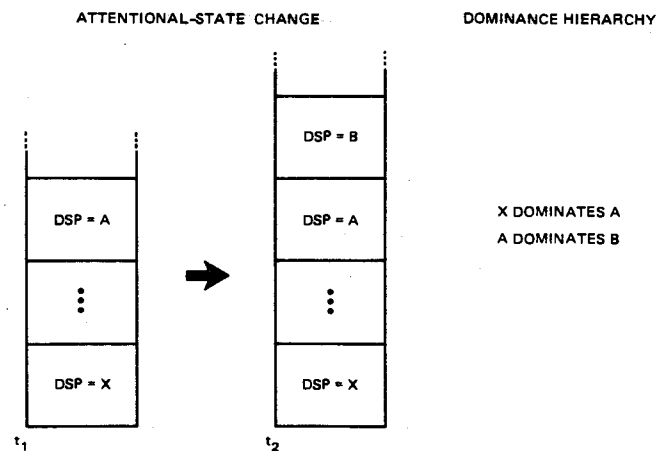 ATTENTIONAL-STATE CHANGE
DOMINANCE HIERARCHY
DSP = A
DSP = X
t1
DSP = B
DSP = A
DSP = X
t2
X DOMINATES A
A DOMINATES B